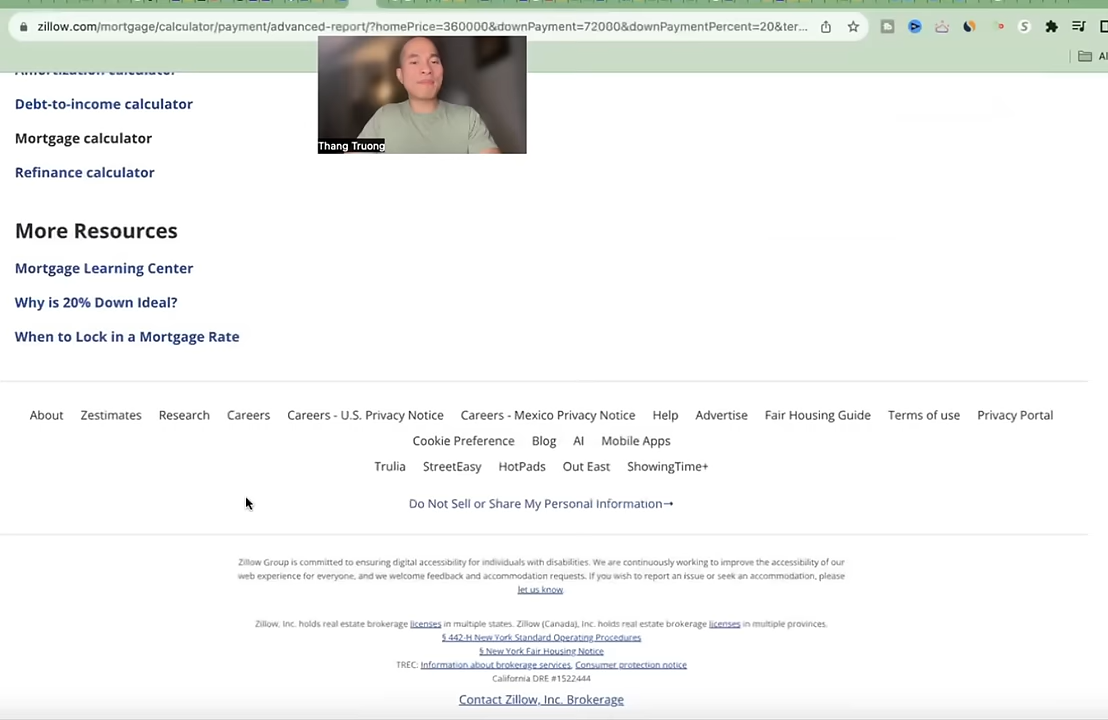 zillow.com/mortgage/calculator/payment/advanced-report/?homePrice=360000&downPayment=72000&downPaymentPercent=20&ter...
Amortization calculator
Debt-to-income calculator
Mortgage calculator
Refinance calculator
Thang Truong
More Resources
Mortgage Learning Center
Why is 20% Down Ideal?
When to Lock in a Mortgage Rate
About Zestimates Research Careers Careers - U.S. Privacy Notice Careers - Mexico Privacy Notice Help Advertise Fair Housing Guide Terms of use Privacy Portal
Cookie Preference Blog AI Mobile Apps
Trulia StreetEasy HotPads Out East ShowingTime+
Do Not Sell or Share My Personal Information→
Zillow Group is committed to ensuring digital accessibility for individuals with disabilities. We are continuously working to improve the accessibility of our
web experience for everyone, and we welcome feedback and accommodation requests. If you wish to report an issue or seek an accommodation, please
let us know.
Zillow, Inc. holds real estate brokerage licenses in multiple states. Zillow (Canada), Inc. holds real estate brokerage licenses in multiple provinces.
§ 442-H New York Standard Operating Procedures
§ New York Fair Housing Notice
TREC: Information about brokerage services, Consumer protection notice
California DRE #1522444
Contact Zillow, Inc. Brokerage